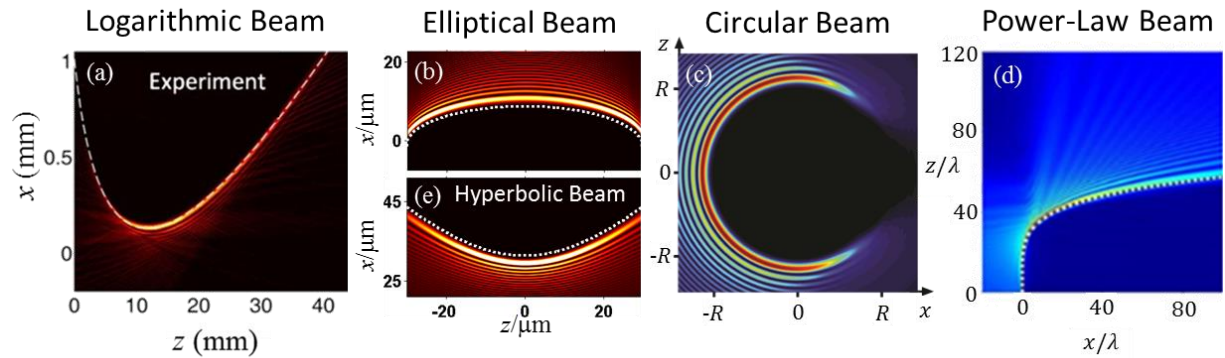 Logarithmic Beam
Elliptical Beam
Circular Beam
Power-Law Beam
(a)
Experiment
x (mm)
1
0.5
0
0
10
20
30
40
z (mm)
(b)
x/μm
20
0
(e)
Hyperbolic Beam
x/μm
45
25
-20
0
20
z/μm
(c)
z
R
0
-R
-R
0
R
x
(d)
z/λ
120
80
60
40
0
0
40
80
x/λ